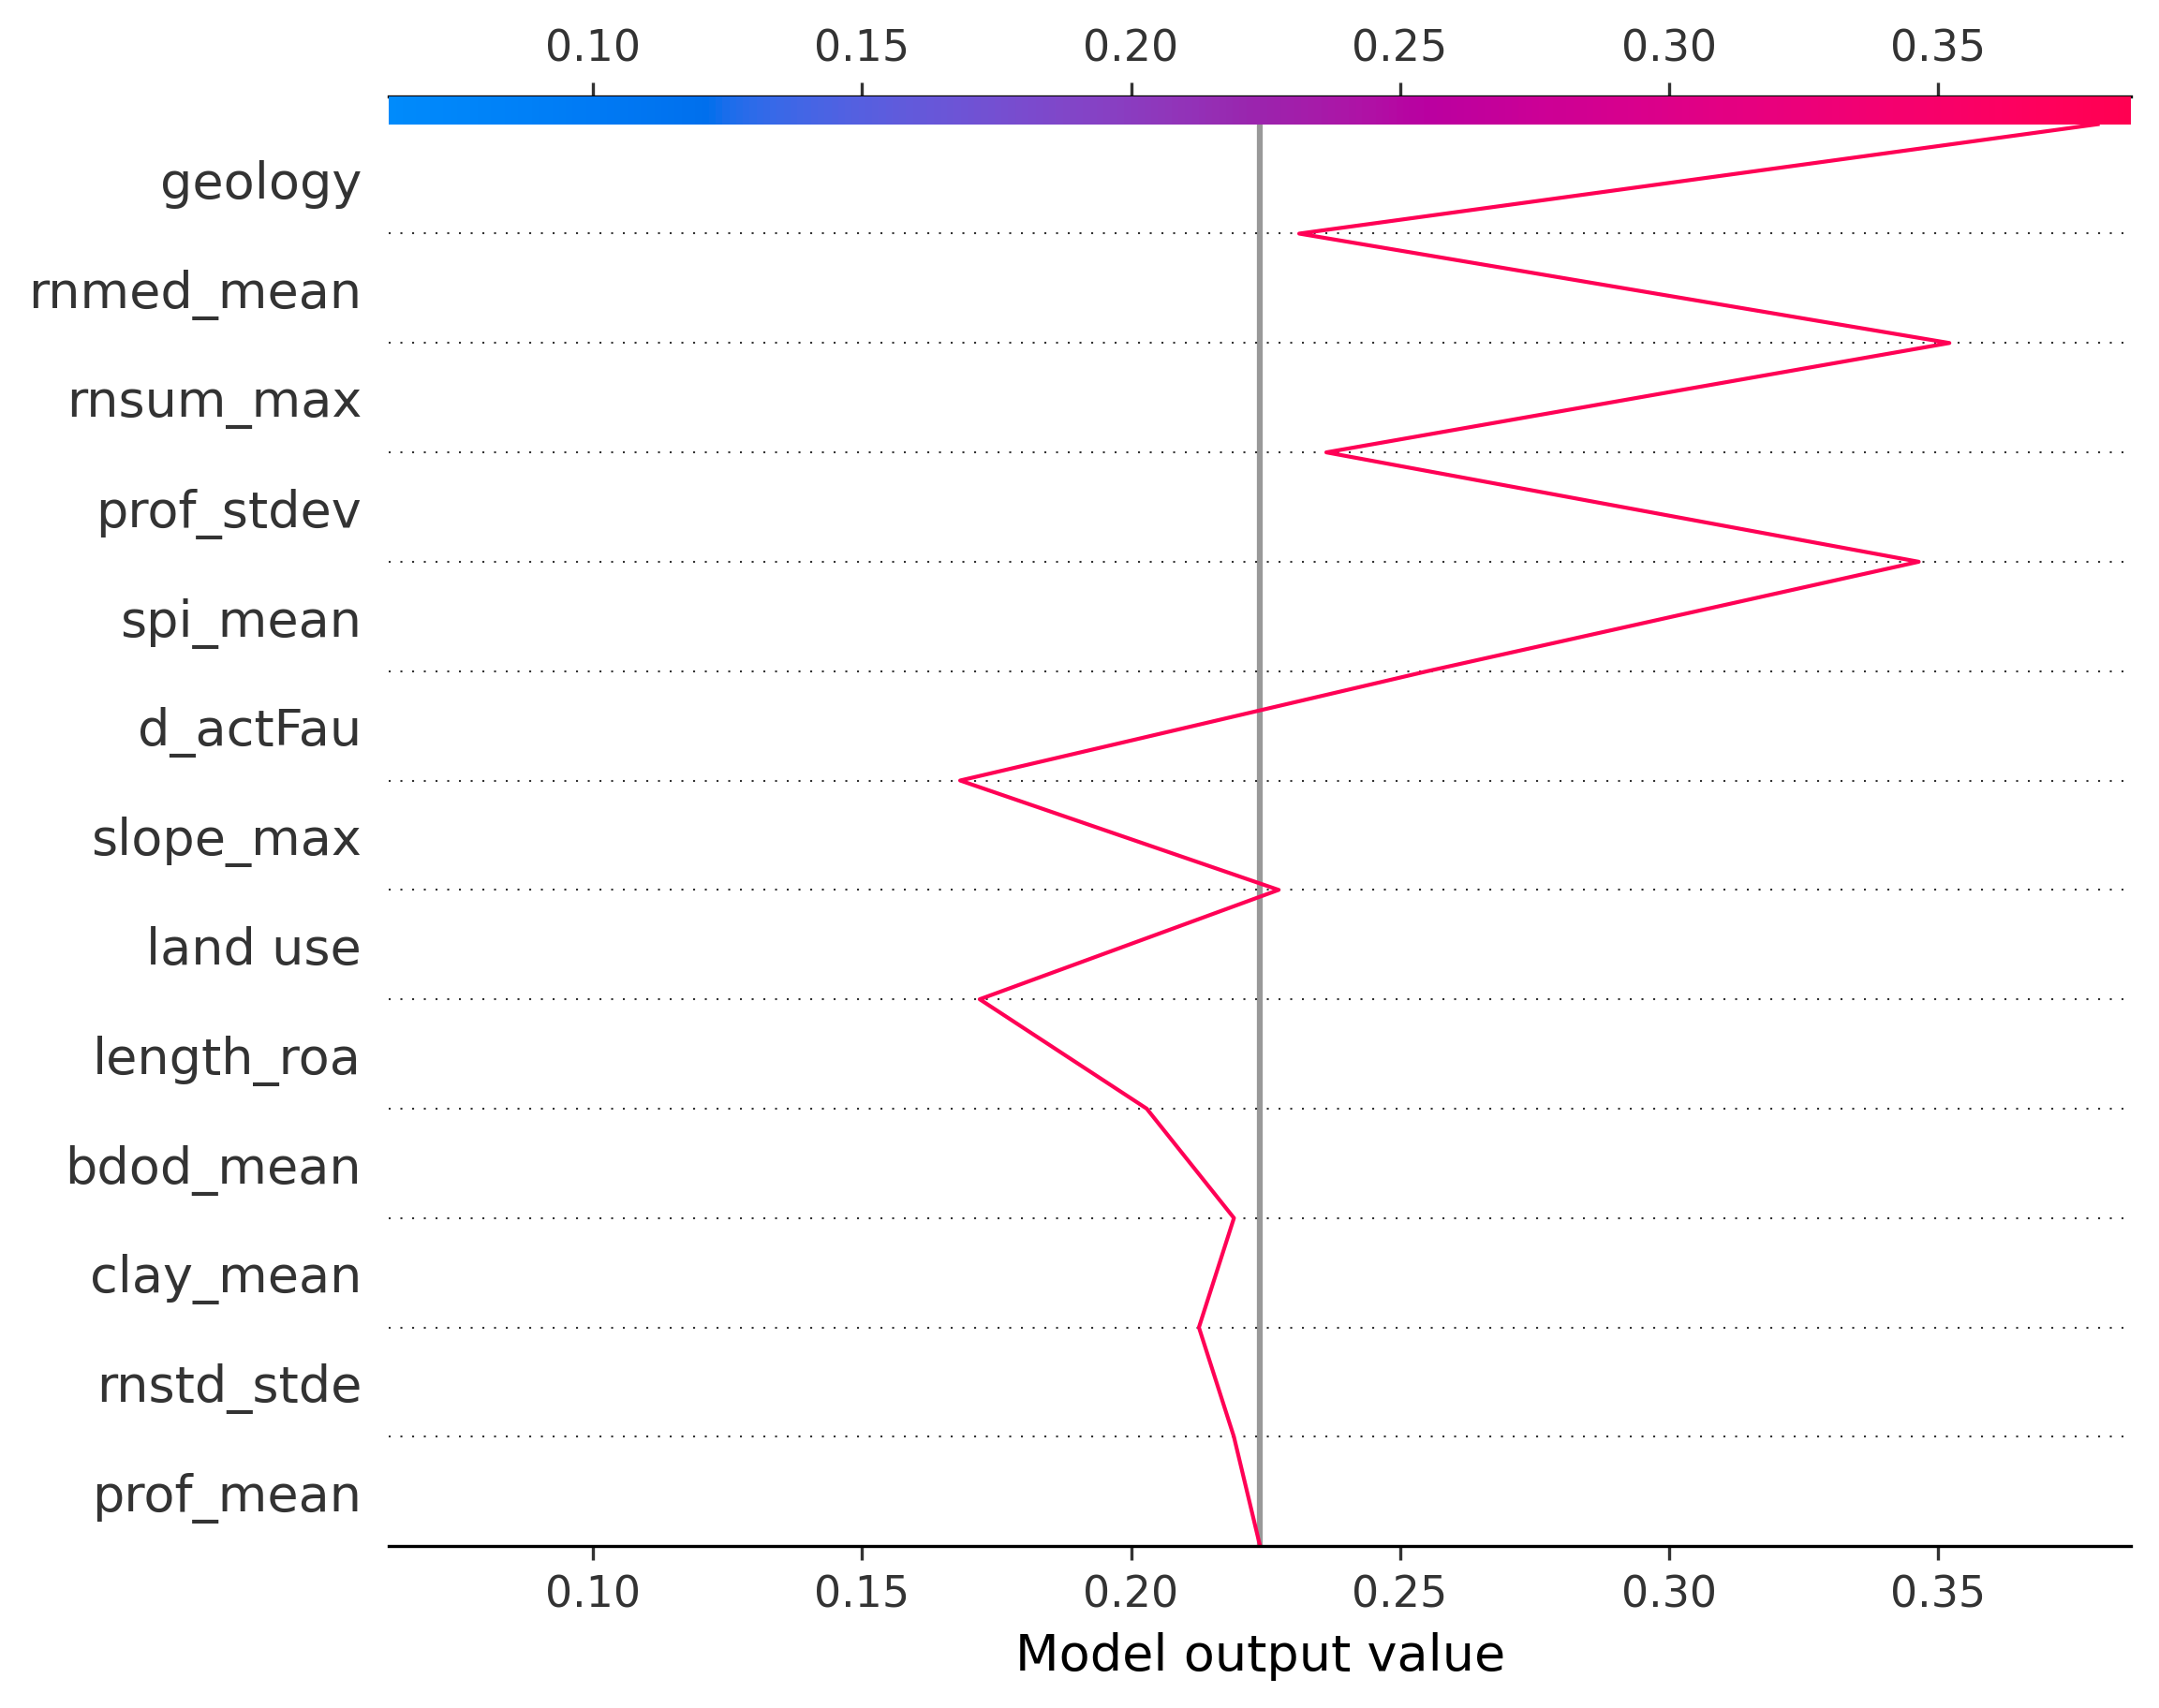 0.10 0.15 0.20 0.25 0.30 0.35
geology
rnmed_mean
rnsum_max
prof_stdev
spi_mean
d_actFau
slope_max
land use
length_roa
bdod_mean
clay_mean
rnstd_stde
prof_mean
0.10 0.15 0.20 0.25 0.30 0.35
Model output value